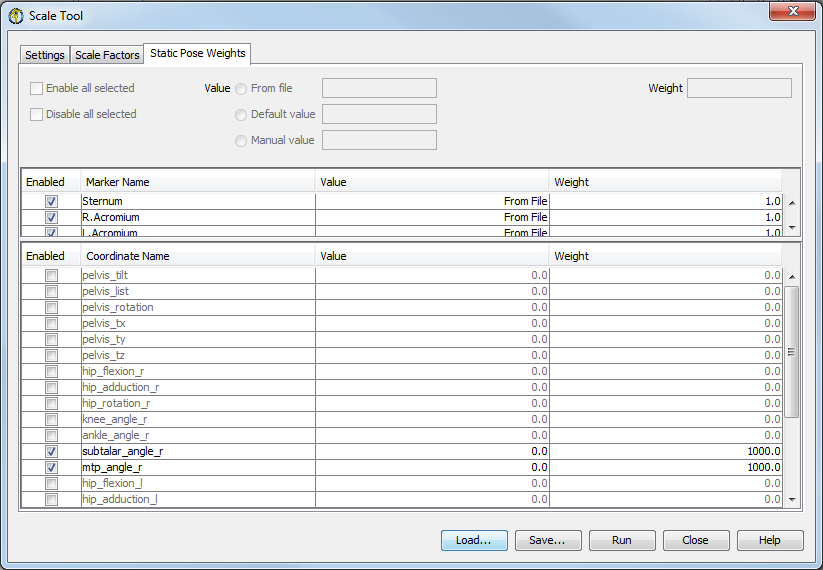 Scale Tool
Settings Scale Factors Static Pose Weights
Enable all selected Value From file Weight
Disable all selected Default value
Manual value
Enabled Marker Name Value Weight
Sternum From File 1.0
R.Acromium From File 1.0
L.Acromium From File 1.0
Enabled Coordinate Name Value Weight
pelvis_tilt 0.0 0.0
pelvis_list 0.0 0.0
pelvis_rotation 0.0 0.0
pelvis_tx 0.0 0.0
pelvis_ty 0.0 0.0
pelvis_tz 0.0 0.0
hip_flexion_r 0.0 0.0
hip_adduction_r 0.0 0.0
hip_rotation_r 0.0 0.0
knee_angle_r 0.0 0.0
ankle_angle_r 0.0 0.0
subtalar_angle_r 0.0 1000.0
mtp_angle_r 0.0 1000.0
hip_flexion_l 0.0 0.0
hip_adduction_l 0.0 0.0
Load... Save... Run Close Help